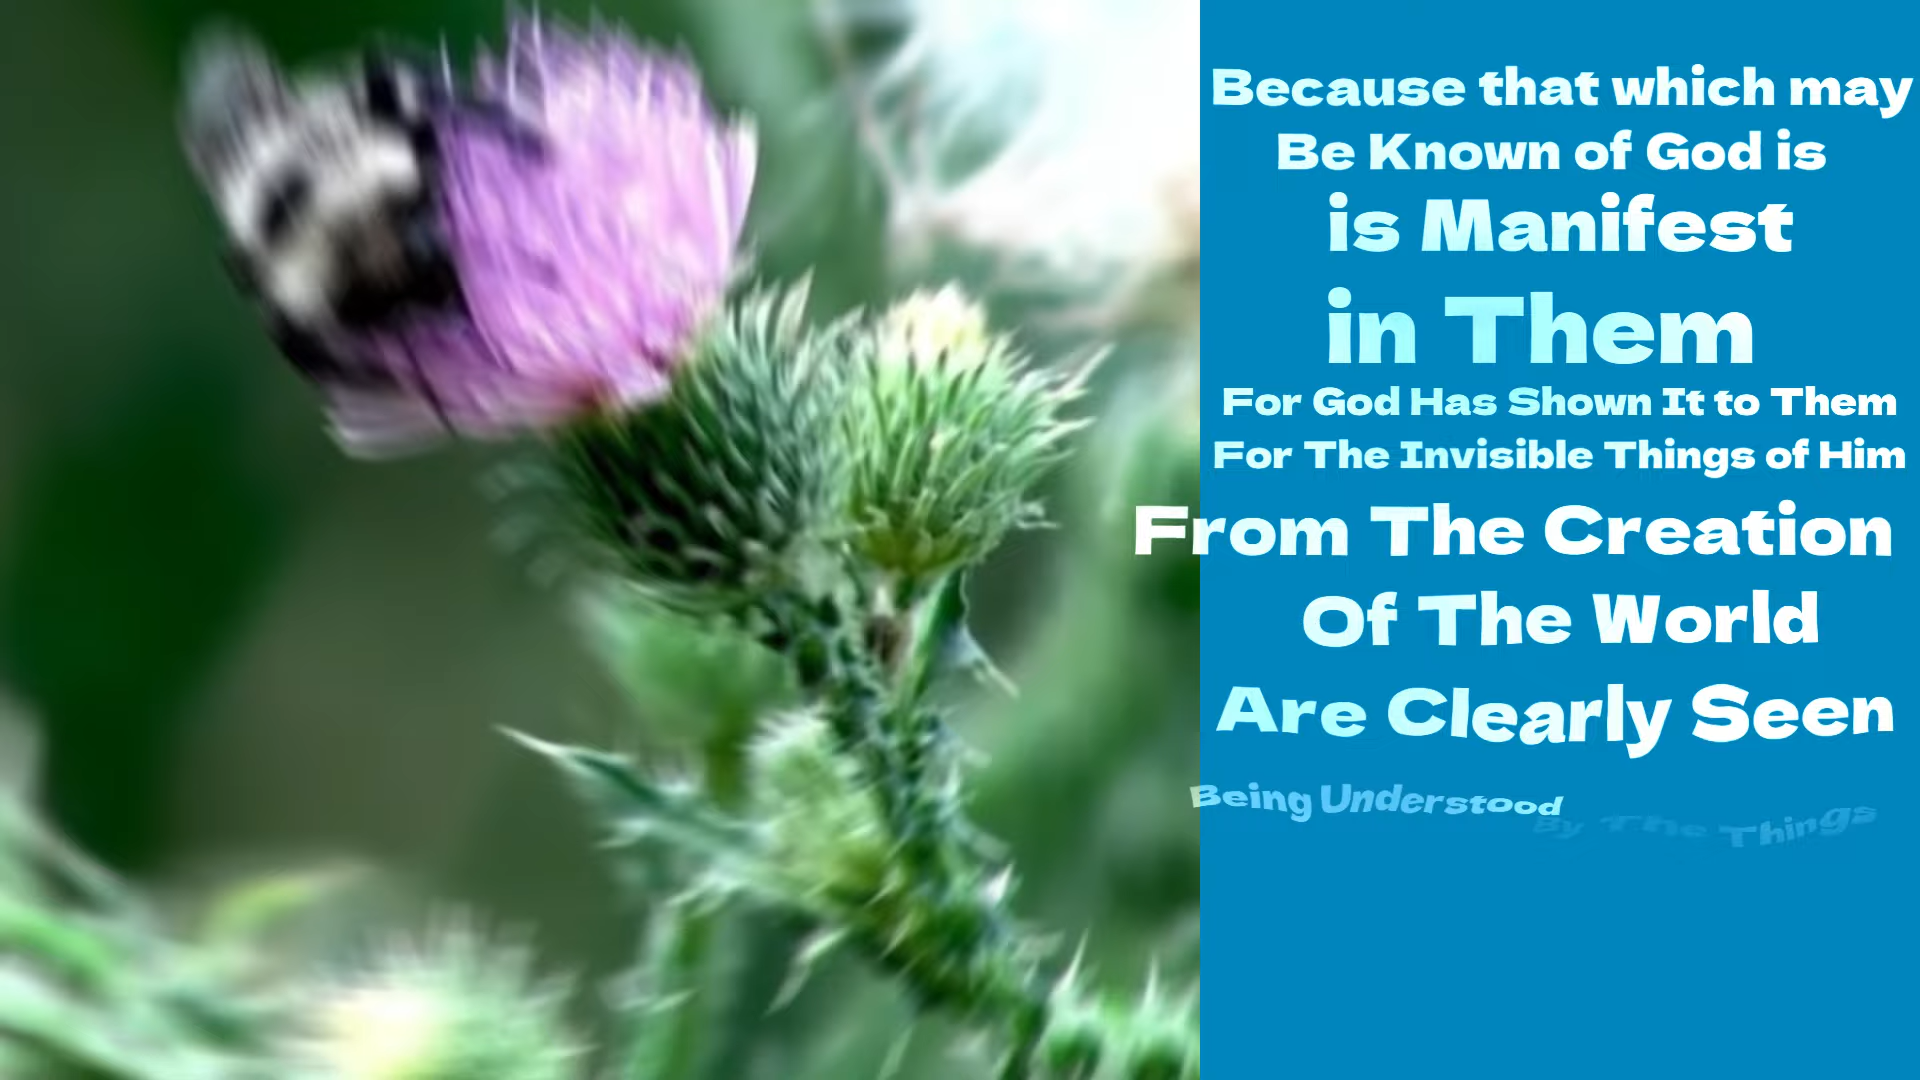 Because that which may
Be Known of God is
is Manifest
in Them
For God Has Shown It to Them
For The Invisible Things of Him
From The Creation
Of The World
Are Clearly Seen
Being Understood
By The Things